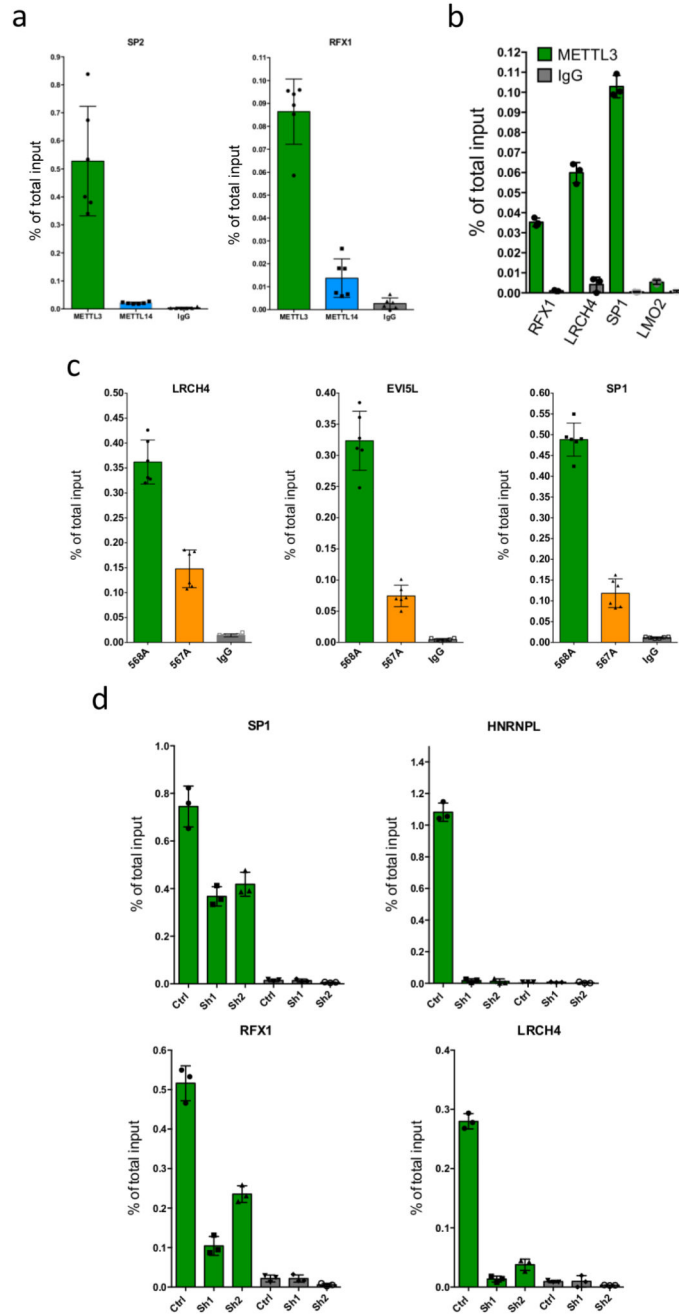 a
SP2
% of total input
0.9
0.8
0.7
0.6
0.5
0.4
0.3
0.2
0.1
0.0
METTL3 METTL14 IgG
RFX1
% of total input
0.11
0.10
0.09
0.08
0.07
0.06
0.05
0.04
0.03
0.02
0.01
0.00
METTL3 METTL14 IgG
b
METTL3
IgG
% of total input
0.12
0.11
0.10
0.08
0.06
0.04
0.03
0.02
0.01
0.00
RFX1 LRCH4 SP1 LMO2
c
LRCH4
% of total input
0.50
0.45
0.40
0.35
0.30
0.25
0.20
0.15
0.10
0.05
0.00
568A 567A IgG
EVI5L
% of total input
0.40
0.35
0.30
0.25
0.20
0.15
0.10
0.05
0.00
568A 567A IgG
SP1
% of total input
0.60
0.50
0.45
0.40
0.35
0.30
0.25
0.20
0.15
0.10
0.05
0.00
568A 567A IgG
d
SP1
% of total input
1.0
0.8
0.6
0.4
0.2
0.0
Ctrl Sh1 Sh2 Ctrl Sh1 Sh2
HNRNPL
% of total input
1.4
1.2
1.0
0.8
0.6
0.4
0.2
0.0
Ctrl Sh1 Sh2 Ctrl Sh1 Sh2
RFX1
% of total input
0.6
0.5
0.4
0.3
0.2
0.1
0.0
Ctrl Sh1 Sh2 Ctrl Sh1 Sh2
LRCH4
% of total input
0.4
0.3
0.2
0.1
0.0
Ctrl Sh1 Sh2 Ctrl Sh1 Sh2